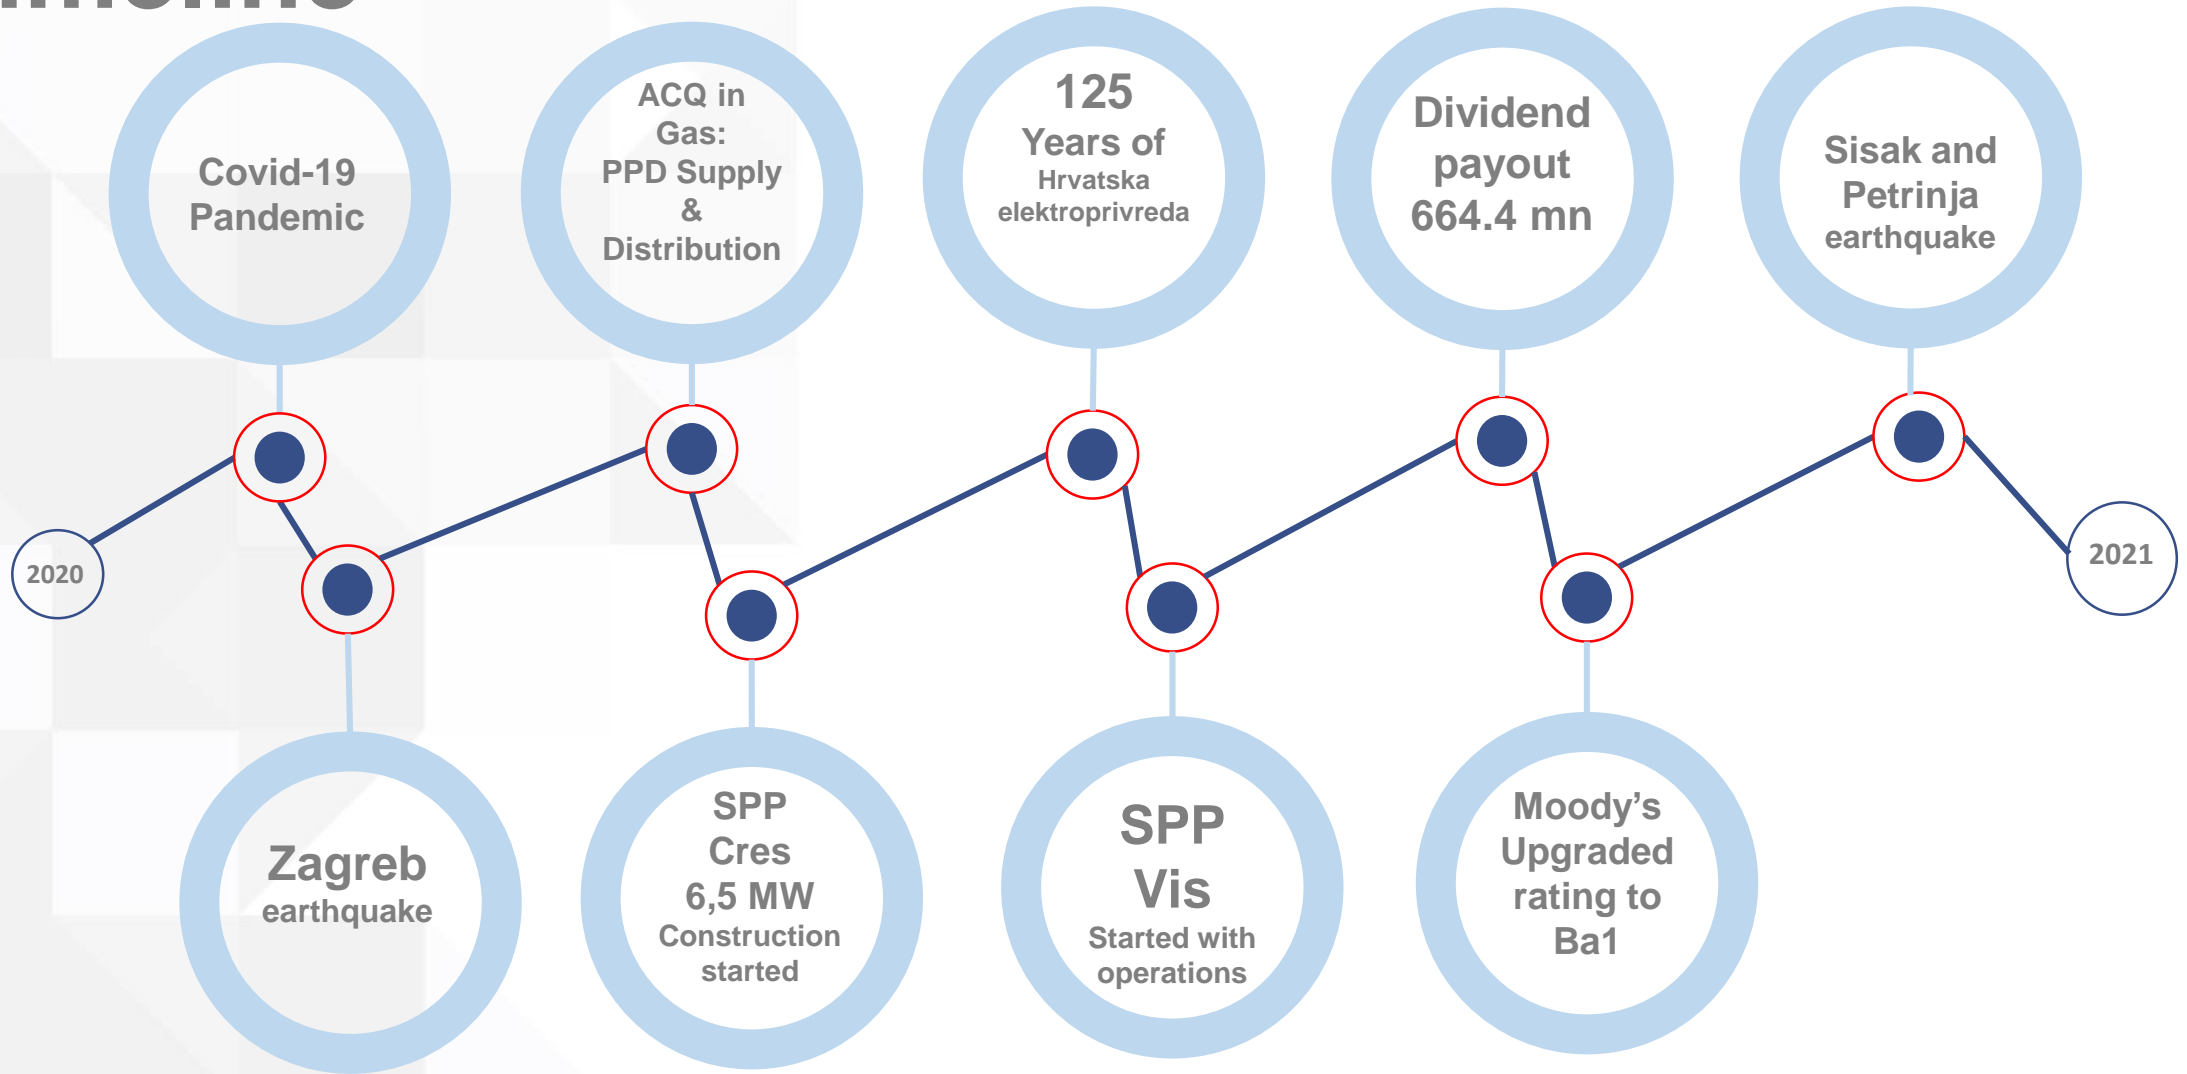 2020
Covid-19
Pandemic
Zagreb
earthquake
ACQ in
Gas:
PPD Supply
&
Distribution
SPP
Cres
6,5 MW
Construction
started
125
Years of
Hrvatska
elektroprivreda
SPP
Vis
Started with
operations
Dividend
payout
664.4 mn
Moody’s
Upgraded
rating to
Ba1
Sisak and
Petrinja
earthquake
2021